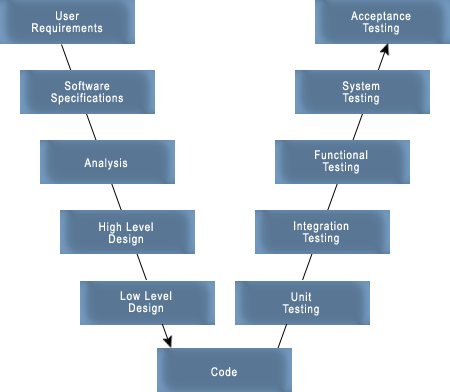 User
Requirements
Acceptance
Testing
Software
Specifications
System
Testing
Analysis
Functional
Testing
High Level
Design
Integration
Testing
Low Level
Design
Unit
Testing
Code